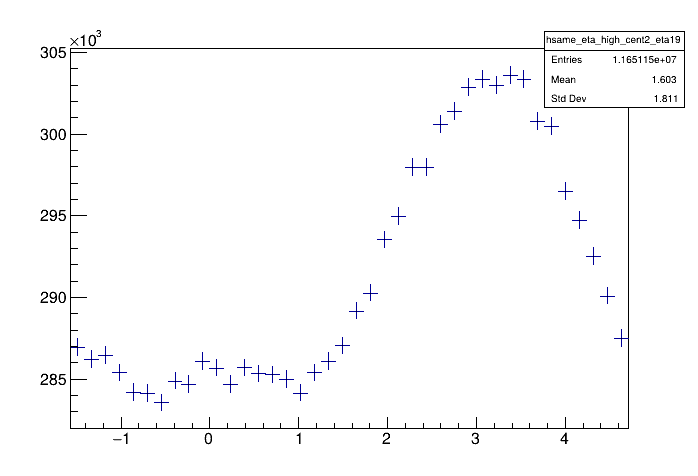 ×10³
hsame_eta_high_cent2_eta19
Entries 1.165115e+07
Mean 1.603
Std Dev 1.811
305
300
295
290
285
−1 0 1 2 3 4